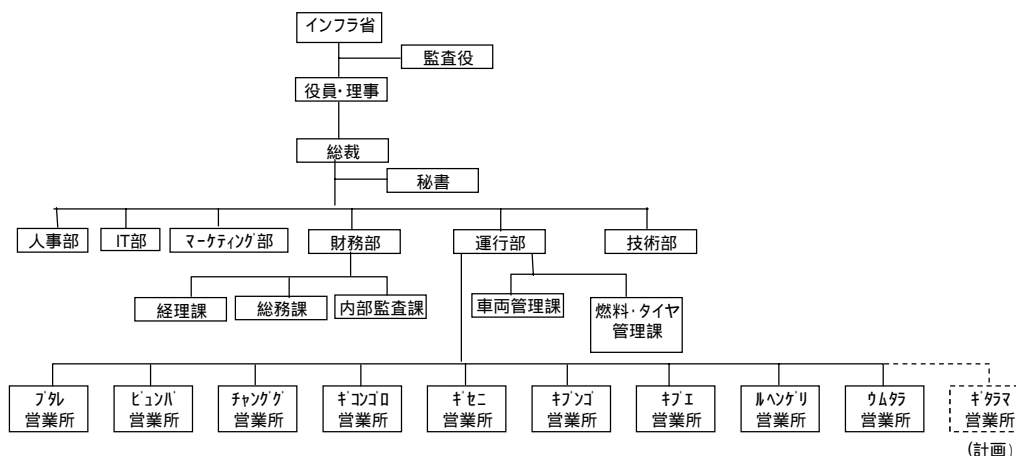 インフラ省
監査役
役員・理事
総裁
秘書
人事部
IT部
ﾏｰｹﾃｨﾝｸﾞ部
財務部
運行部
技術部
経理課
総務課
内部監査課
車両管理課
燃料・タイヤ
管理課
ﾌﾞﾀﾚ
営業所
ﾋﾞｭﾝﾊﾞ
営業所
ﾁｬﾝｸﾞｸﾞ
営業所
ｷﾞｺﾝｺﾞﾛ
営業所
ｷﾞｾﾆ
営業所
ｷﾌﾞﾝｺﾞ
営業所
ｷﾌﾞｴ
営業所
ﾙﾍﾝｹﾞﾘ
営業所
ｳﾑﾀﾗ
営業所
ｷﾞﾀﾗﾏ
営業所
(計画)